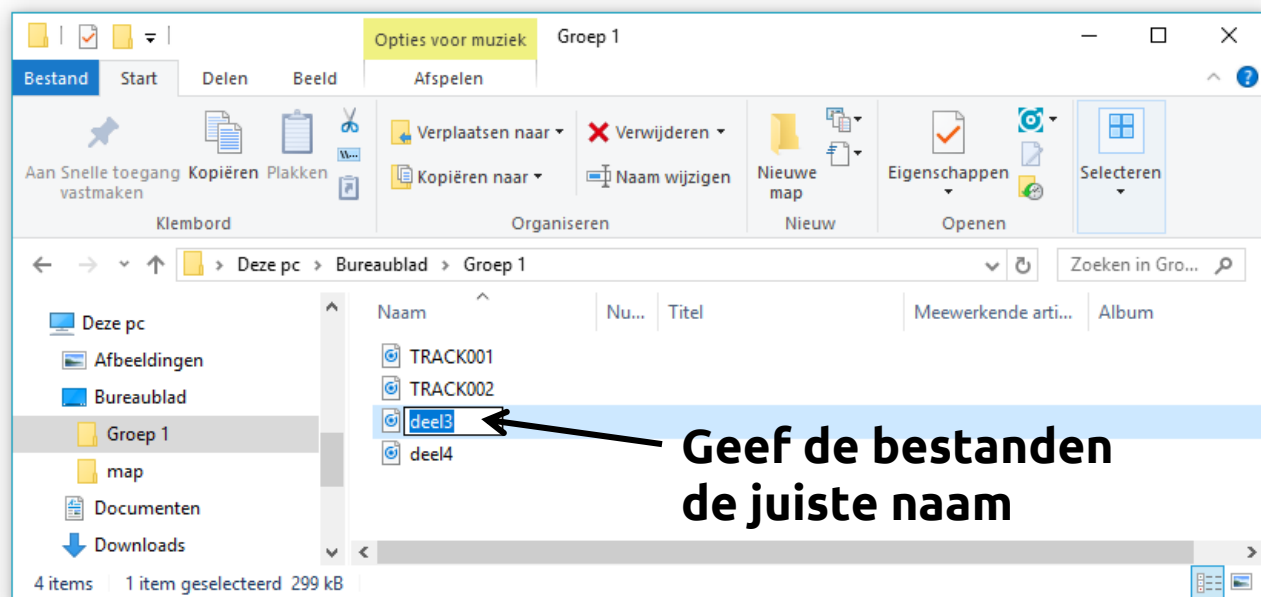 Opties voor muziek Groep 1
Bestand Start Delen Beeld Afspelen
Aan Snelle toegang vastmaken
Kopiëren
Plakken
Klembord
Verplaatsen naar
Kopiëren naar
Verwijderen
Naam wijzigen
Organiseren
Nieuwe map
Nieuw
Eigenschappen
Openen
Selecteren
Deze pc > Bureaublad > Groep 1
Zoeken in Gro...
Deze pc
Afbeeldingen
Bureaublad
Groep 1
map
Documenten
Downloads
Naam Nu... Titel Meewerkende arti... Album
TRACK001
TRACK002
deel3
deel4
Geef de bestanden
de juiste naam
4 items 1 item geselecteerd 299 kB